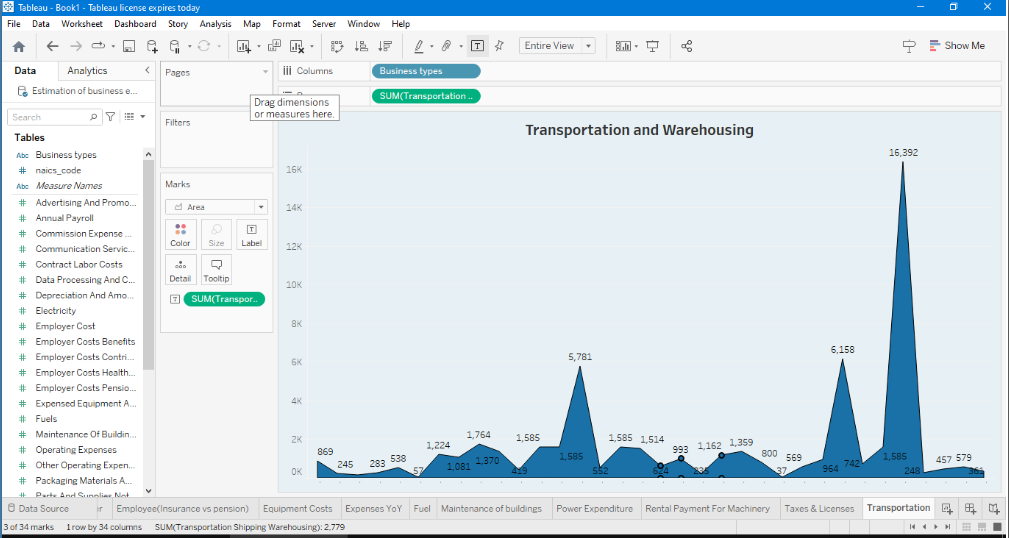 Tableau - Book1 - Tableau license expires today
File Data Worksheet Dashboard Story Analysis Map Format Server Window Help
Entire View
Show Me
Data Analytics
Pages
Columns
Business types
Estimation of business e...
SUM(Transportation ..
Drag dimensions
or measures here.
Search
Filters
Tables
Abc Business types
# naics_code
Abc Measure Names
# Advertising And Promo...
# Annual Payroll
# Commission Expense ...
# Communication Servic...
# Contract Labor Costs
# Data Processing And C...
# Depreciation And Amo...
# Electricity
# Employer Cost
# Employer Costs Benefits
# Employer Costs Contri...
# Employer Costs Health...
# Employer Costs Pensio...
# Expensed Equipment A...
# Fuels
# Maintenance Of Buildin...
# Operating Expenses
# Other Operating Expen...
# Packaging Materials A...
# Parts And Supplies Not
Marks
Area
Color Size Label
Detail Tooltip
SUM(Transpor..
Transportation and Warehousing
16K
14K
12K
10K
8K
6K
4K
2K
0K
869
245
283
538
57
1,224
1,081
1,764
1,370
419
1,585
1,585
5,781
552
1,585
1,514
624
993
235
1,162
1,359
800
37
569
964
6,158
742
1,585
16,392
248
457
579
361
Data Source er Employee(Insurance vs pension) Equipment Costs Expenses YoY Fuel Maintenance of buildings Power Expenditure Rental Payment For Machinery Taxes & Licenses Transportation
3 of 34 marks 1 row by 34 columns SUM(Transportation Shipping Warehousing): 2,779